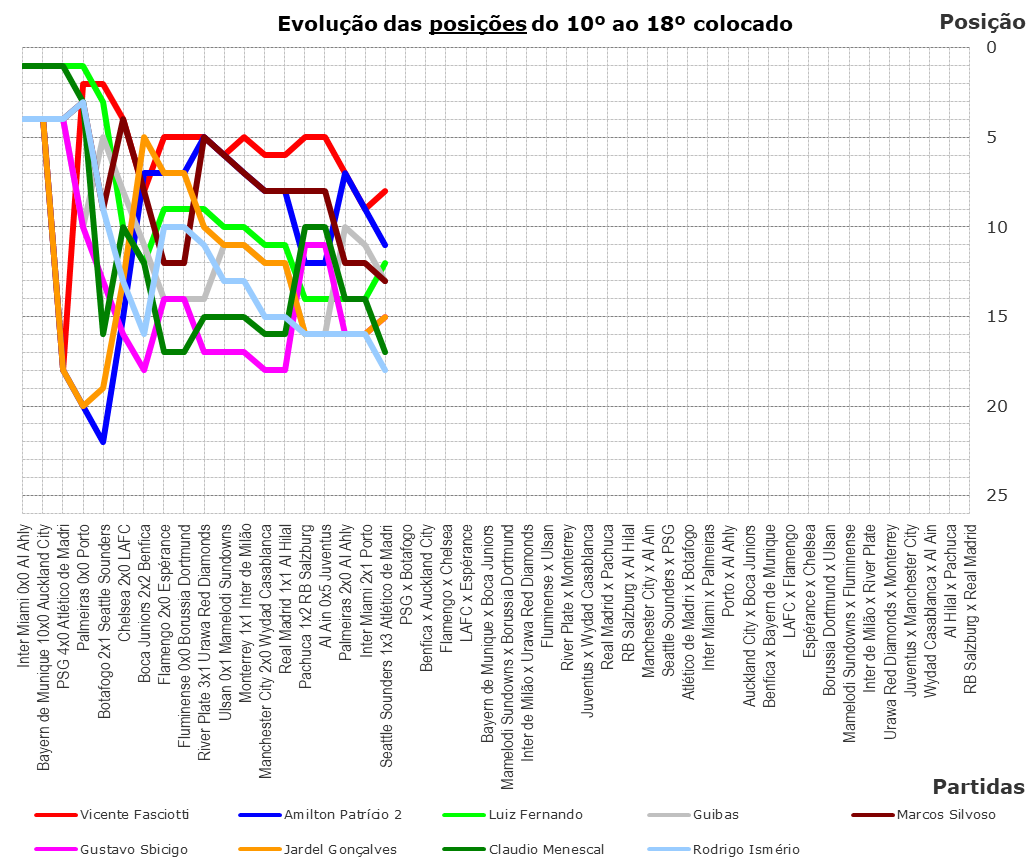 Evolução das posições do 10º ao 18º colocado
Posição
0
5
10
15
20
25
Inter Miami 0x0 Al Ahly
Bayern de Munique 10x0 Auckland City
PSG 4x0 Atlético de Madri
Palmeiras 0x0 Porto
Botafogo 2x1 Seattle Sounders
Chelsea 2x0 LAFC
Boca Juniors 2x2 Benfica
Flamengo 2x0 Espérance
Fluminense 0x0 Borussia Dortmund
River Plate 3x1 Urawa Red Diamonds
Ulsan 0x1 Mamelodi Sundowns
Monterrey 1x1 Inter de Milão
Manchester City 2x0 Wydad Casablanca
Real Madrid 1x1 Al Hilal
Pachuca 1x2 RB Salzburg
Al Ain 0x5 Juventus
Palmeiras 2x0 Al Ahly
Inter Miami 2x1 Porto
Seattle Sounders 1x3 Atlético de Madri
PSG x Botafogo
Benfica x Auckland City
Flamengo x Chelsea
LAFC x Espérance
Bayern de Munique x Boca Juniors
Mamelodi Sundowns x Borussia Dortmund
Inter de Milão x Urawa Red Diamonds
Fluminense x Ulsan
River Plate x Monterrey
Juventus x Wydad Casablanca
Real Madrid x Pachuca
RB Salzburg x Al Hilal
Manchester City x Al Ain
Seattle Sounders x PSG
Atlético de Madri x Botafogo
Inter Miami x Palmeiras
Porto x Al Ahly
Auckland City x Boca Juniors
Benfica x Bayern de Munique
LAFC x Flamengo
Espérance x Chelsea
Borussia Dortmund x Ulsan
Mamelodi Sundowns x Fluminense
Inter de Milão x River Plate
Urawa Red Diamonds x Monterrey
Juventus x Manchester City
Wydad Casablanca x Al Ain
Al Hilal x Pachuca
RB Salzburg x Real Madrid
Partidas
Vicente Fasciotti
Amilton Patrício 2
Luiz Fernando
Guibas
Marcos Silvoso
Gustavo Sbicigo
Jardel Gonçalves
Claudio Menescal
Rodrigo Ismério